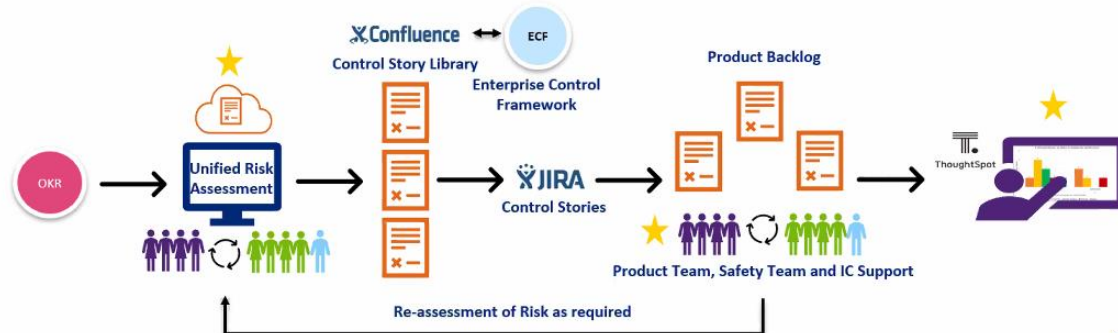 OKR
Unified Risk
Assessment
Confluence
ECF
Control Story Library
Enterprise Control
Framework
JIRA
Control Stories
Product Backlog
Product Team, Safety Team and IC Support
T.
ThoughtSpot
Re-assessment of Risk as required